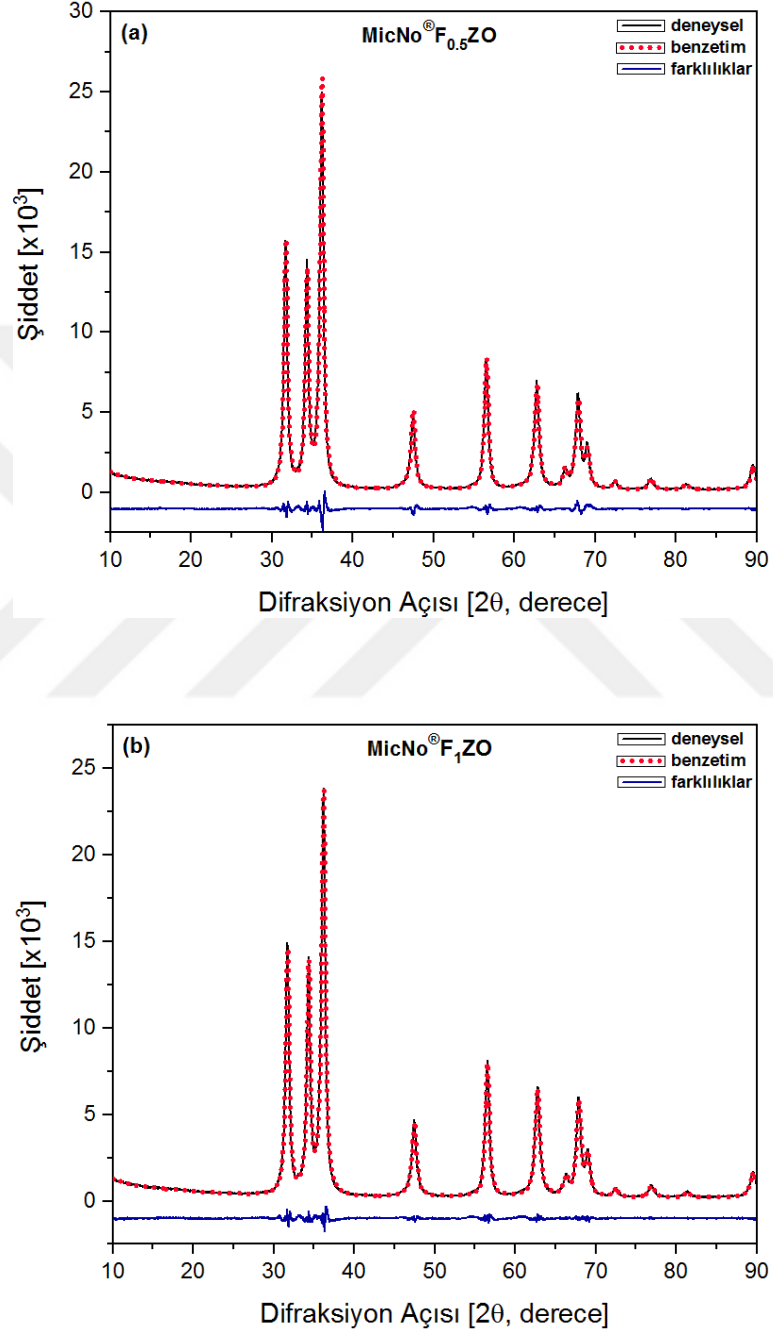 (a)
MicNo®F0.5ZO
deneysel
benzetim
farklılıklar
30
25
20
15
10
5
0
Şiddet [x10³]
10 20 30 40 50 60 70 80 90
Difraksiyon Açısı [2θ, derece]
(b)
MicNo®F1ZO
deneysel
benzetim
farklılıklar
25
20
15
10
5
0
Şiddet [x10³]
10 20 30 40 50 60 70 80 90
Difraksiyon Açısı [2θ, derece]